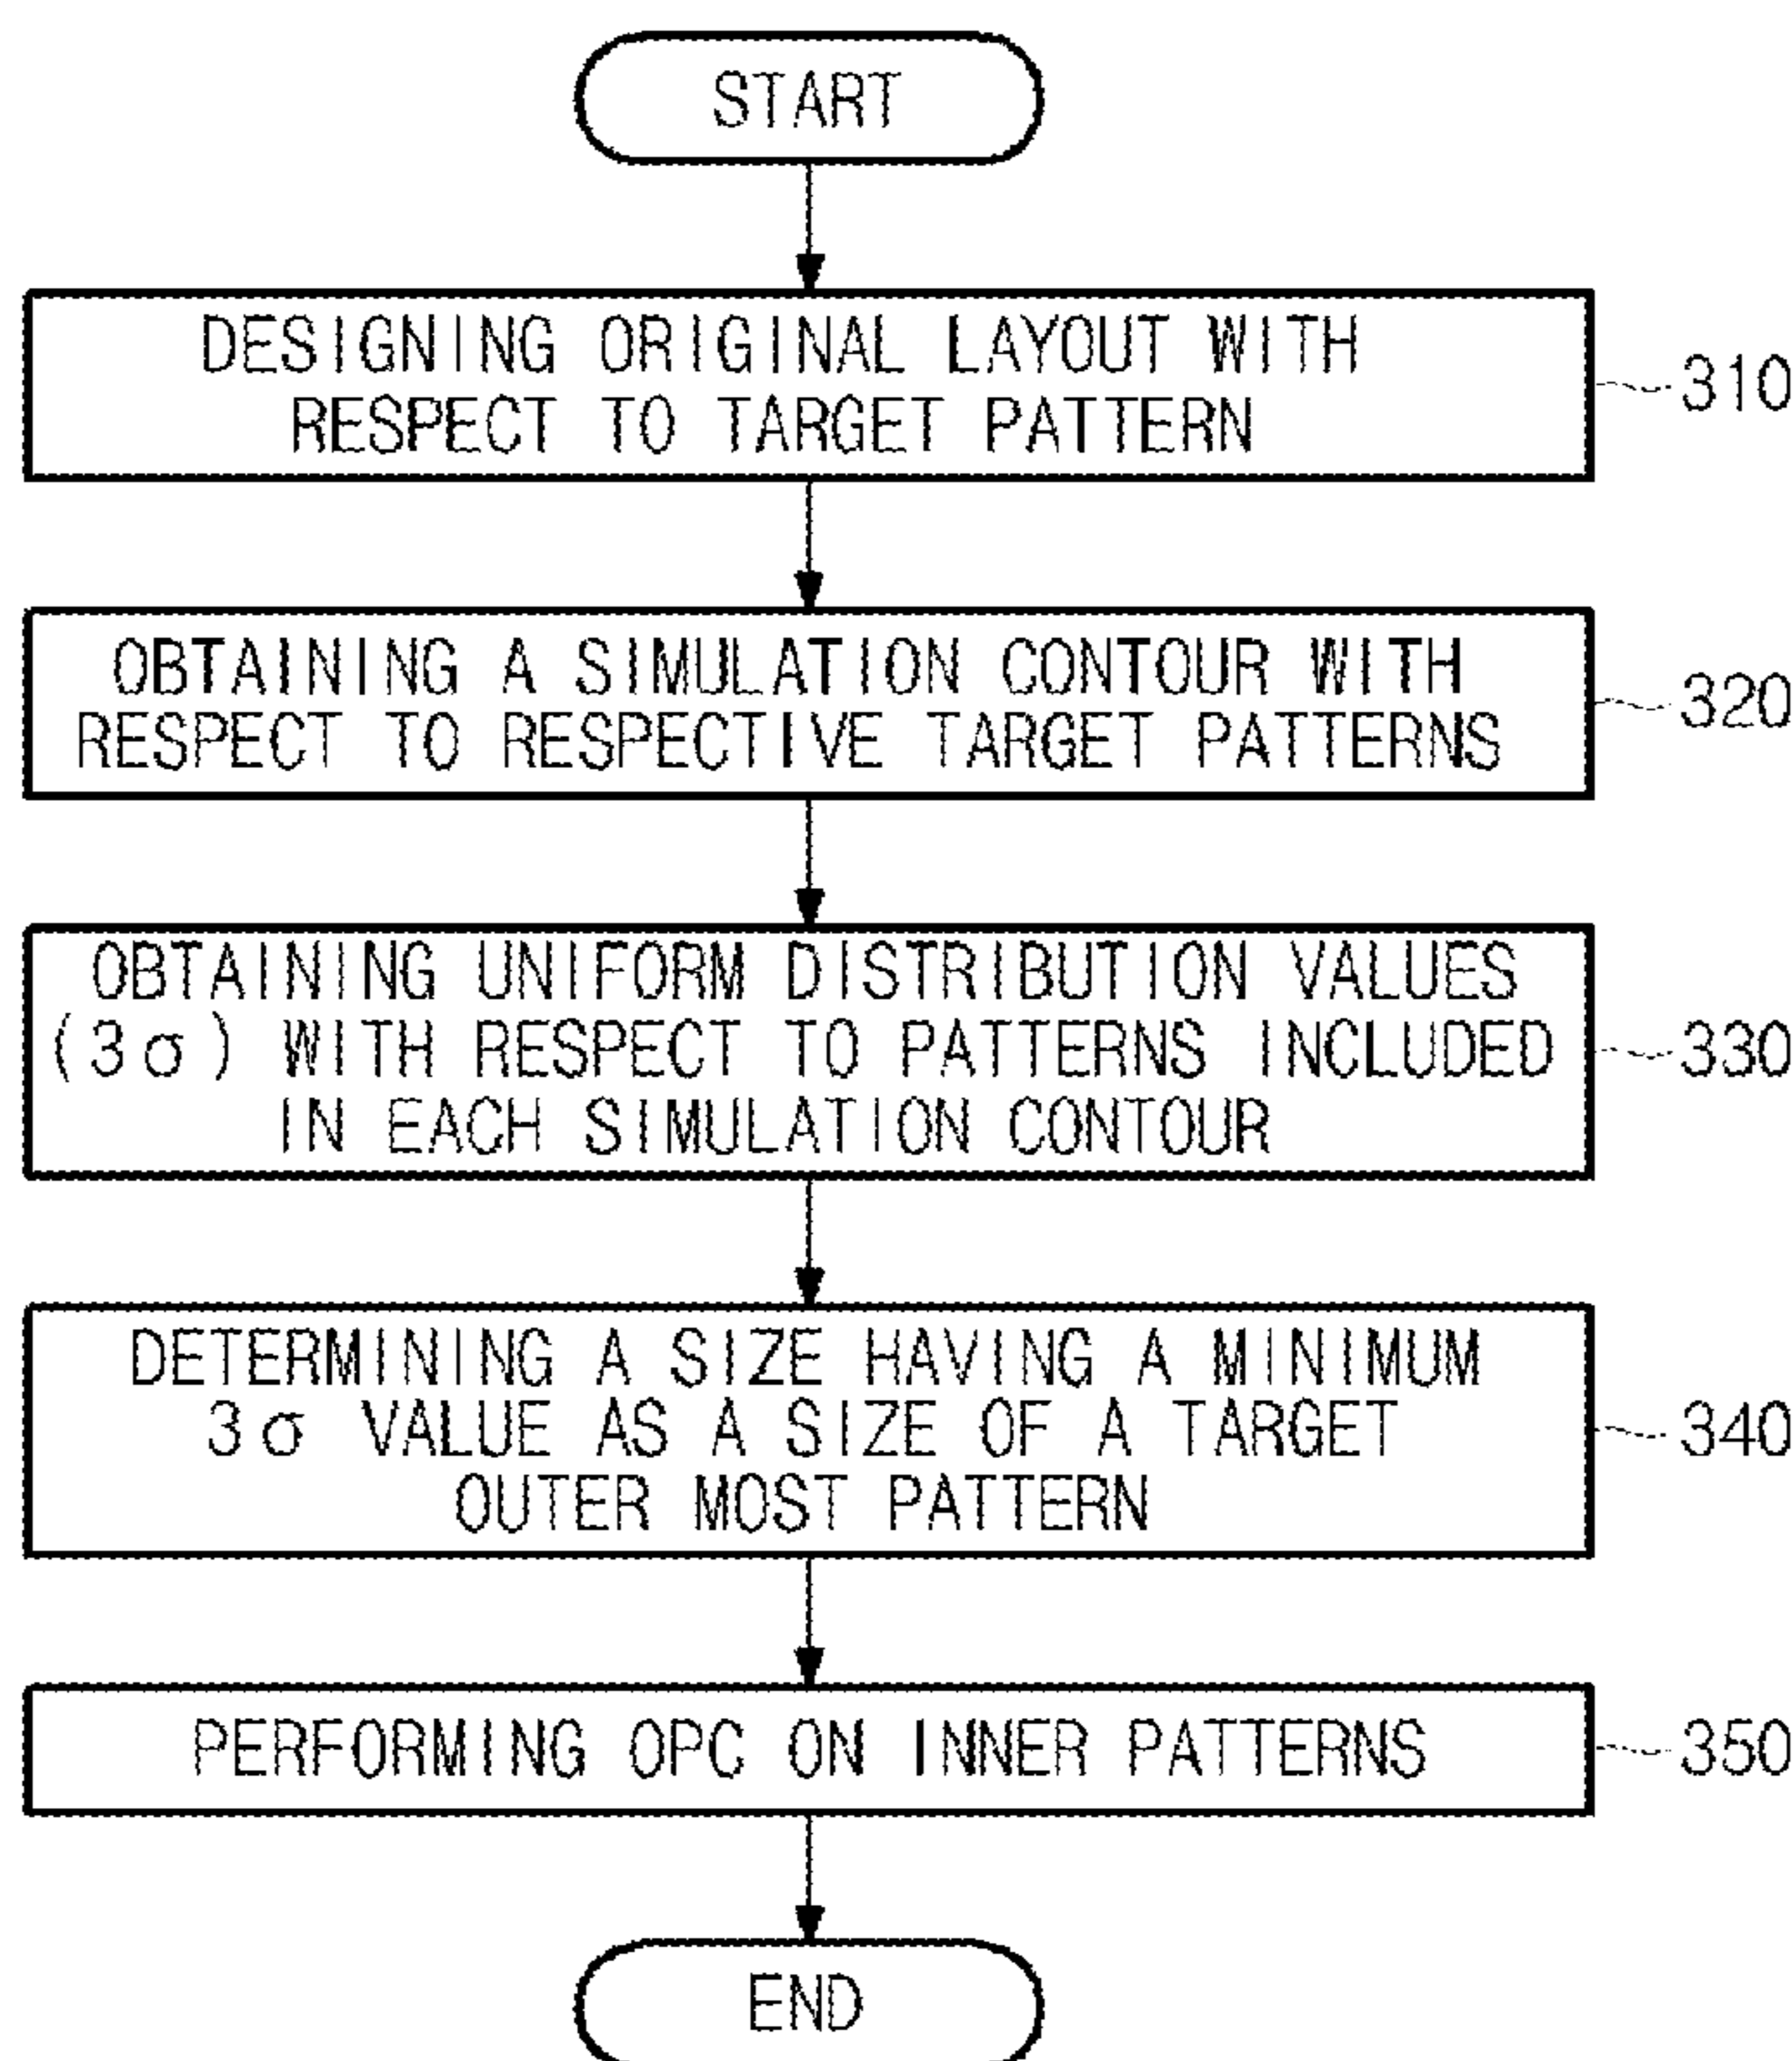 START
DESIGNING ORIGINAL LAYOUT WITH
RESPECT TO TARGET PATTERN
310
OBTAINING A SIMULATION CONTOUR WITH
RESPECT TO RESPECTIVE TARGET PATTERNS
320
OBTAINING UNIFORM DISTRIBUTION VALUES
(3σ) WITH RESPECT TO PATTERNS INCLUDED
IN EACH SIMULATION CONTOUR
330
DETERMINING A SIZE HAVING A MINIMUM
3σ VALUE AS A SIZE OF A TARGET
OUTER MOST PATTERN
340
PERFORMING OPC ON INNER PATTERNS
350
END